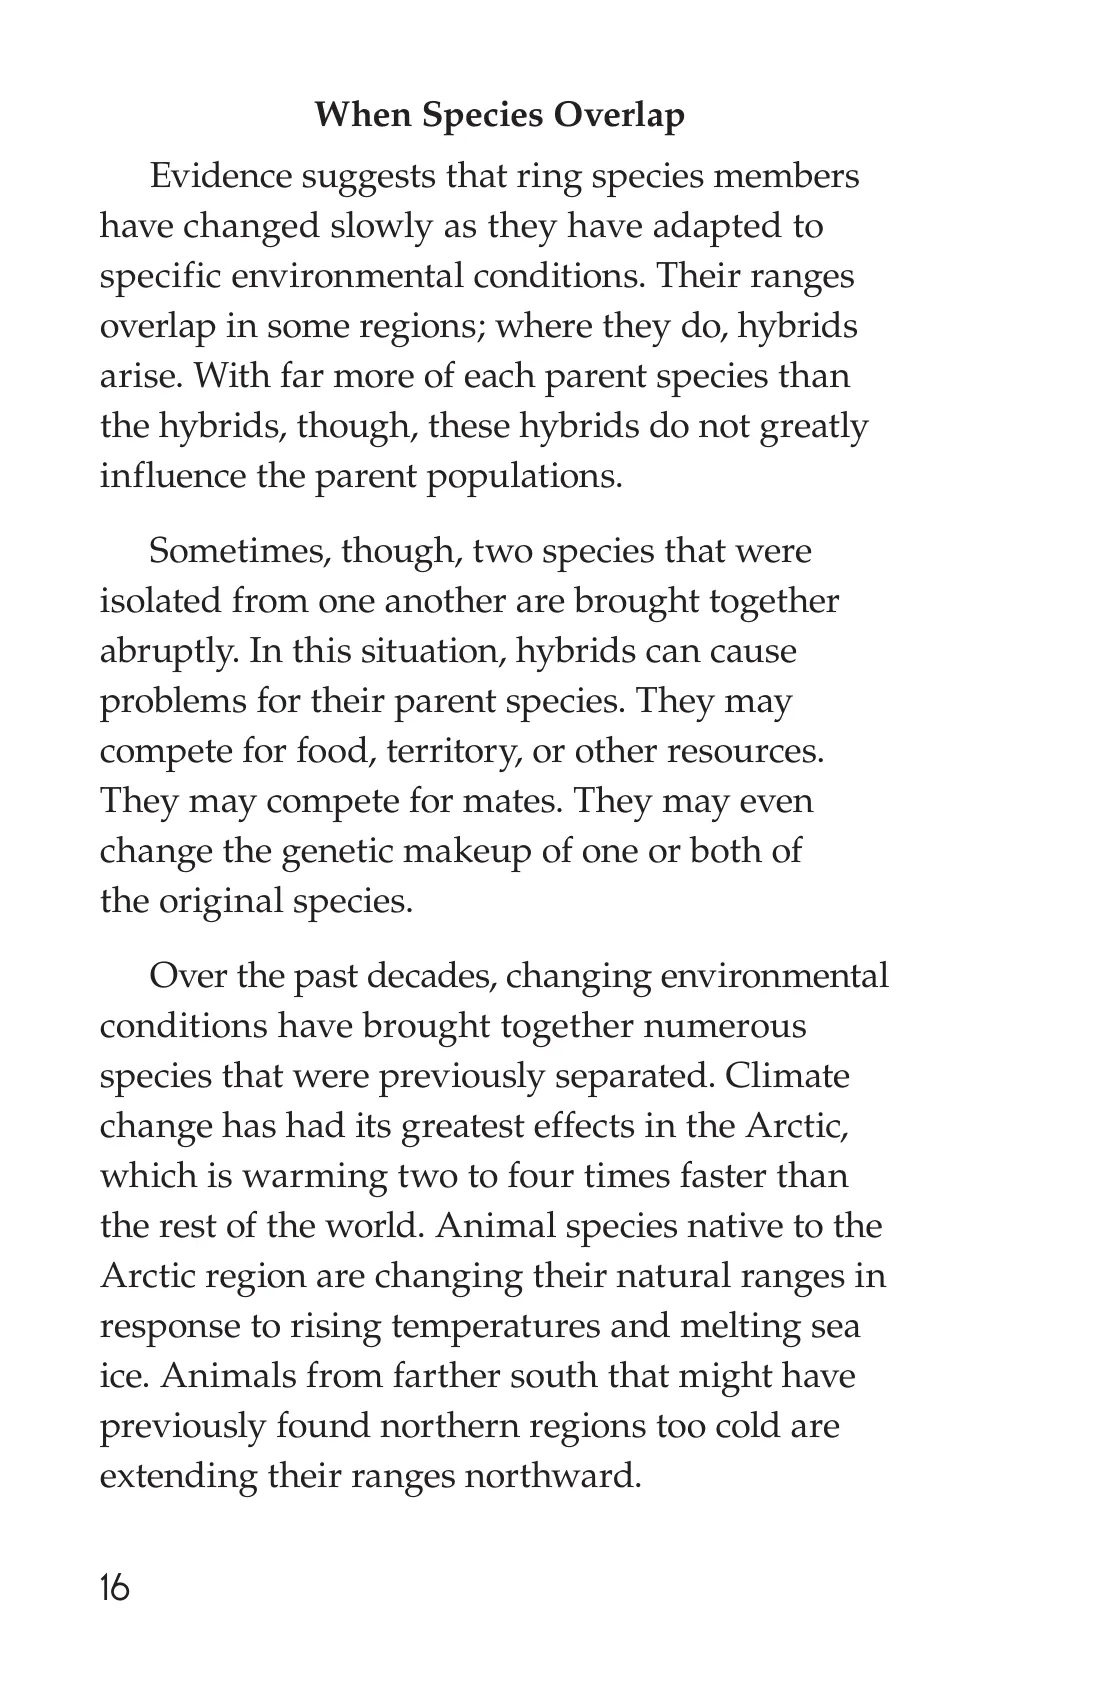 When Species Overlap
Evidence suggests that ring species members
have changed slowly as they have adapted to
specific environmental conditions. Their ranges
overlap in some regions; where they do, hybrids
arise. With far more of each parent species than
the hybrids, though, these hybrids do not greatly
influence the parent populations.
Sometimes, though, two species that were
isolated from one another are brought together
abruptly. In this situation, hybrids can cause
problems for their parent species. They may
compete for food, territory, or other resources.
They may compete for mates. They may even
change the genetic makeup of one or both of
the original species.
Over the past decades, changing environmental
conditions have brought together numerous
species that were previously separated. Climate
change has had its greatest effects in the Arctic,
which is warming two to four times faster than
the rest of the world. Animal species native to the
Arctic region are changing their natural ranges in
response to rising temperatures and melting sea
ice. Animals from farther south that might have
previously found northern regions too cold are
extending their ranges northward.
16